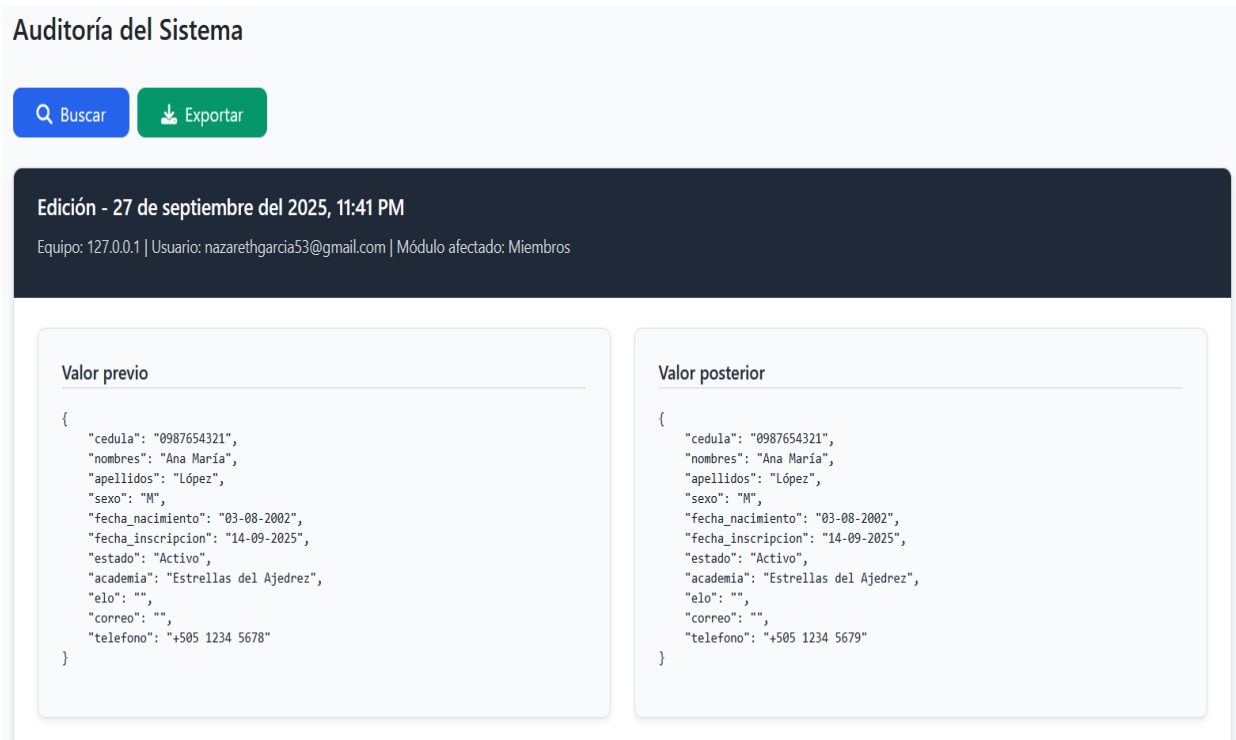 Auditoría del Sistema
Buscar
Exportar
Edición - 27 de septiembre del 2025, 11:41 PM
Equipo: 127.0.0.1 | Usuario: nazarethgarcia53@gmail.com | Módulo afectado: Miembros
Valor previo
{
    "cedula": "0987654321",
    "nombres": "Ana María",
    "apellidos": "López",
    "sexo": "M",
    "fecha_nacimiento": "03-08-2002",
    "fecha_inscripcion": "14-09-2025",
    "estado": "Activo",
    "academia": "Estrellas del Ajedrez",
    "elo": "",
    "correo": "",
    "telefono": "+505 1234 5678"
}
Valor posterior
{
    "cedula": "0987654321",
    "nombres": "Ana María",
    "apellidos": "López",
    "sexo": "M",
    "fecha_nacimiento": "03-08-2002",
    "fecha_inscripcion": "14-09-2025",
    "estado": "Activo",
    "academia": "Estrellas del Ajedrez",
    "elo": "",
    "correo": "",
    "telefono": "+505 1234 5679"
}